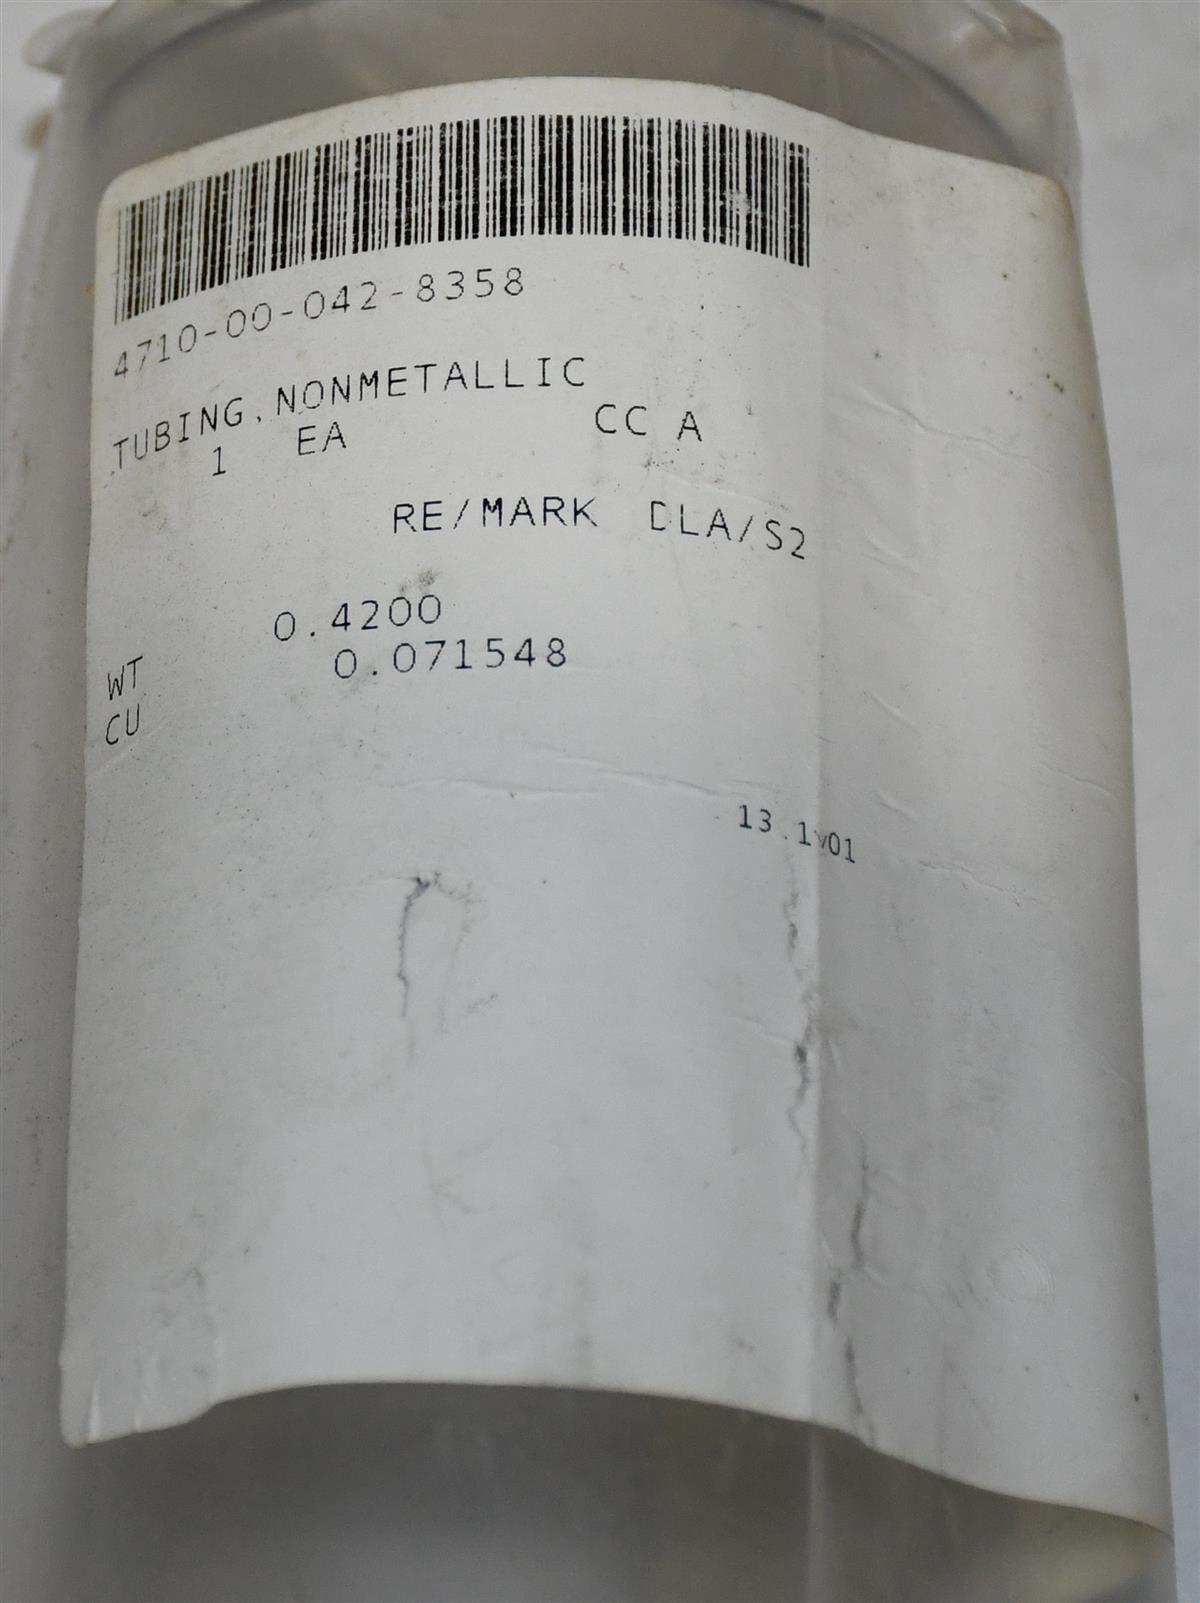 4710-00-042-8358
TUBING, NONMETALLIC
1 EA CC A
RE/MARK DLA/S2
WT 0.4200
CU 0.071548
13.1v01